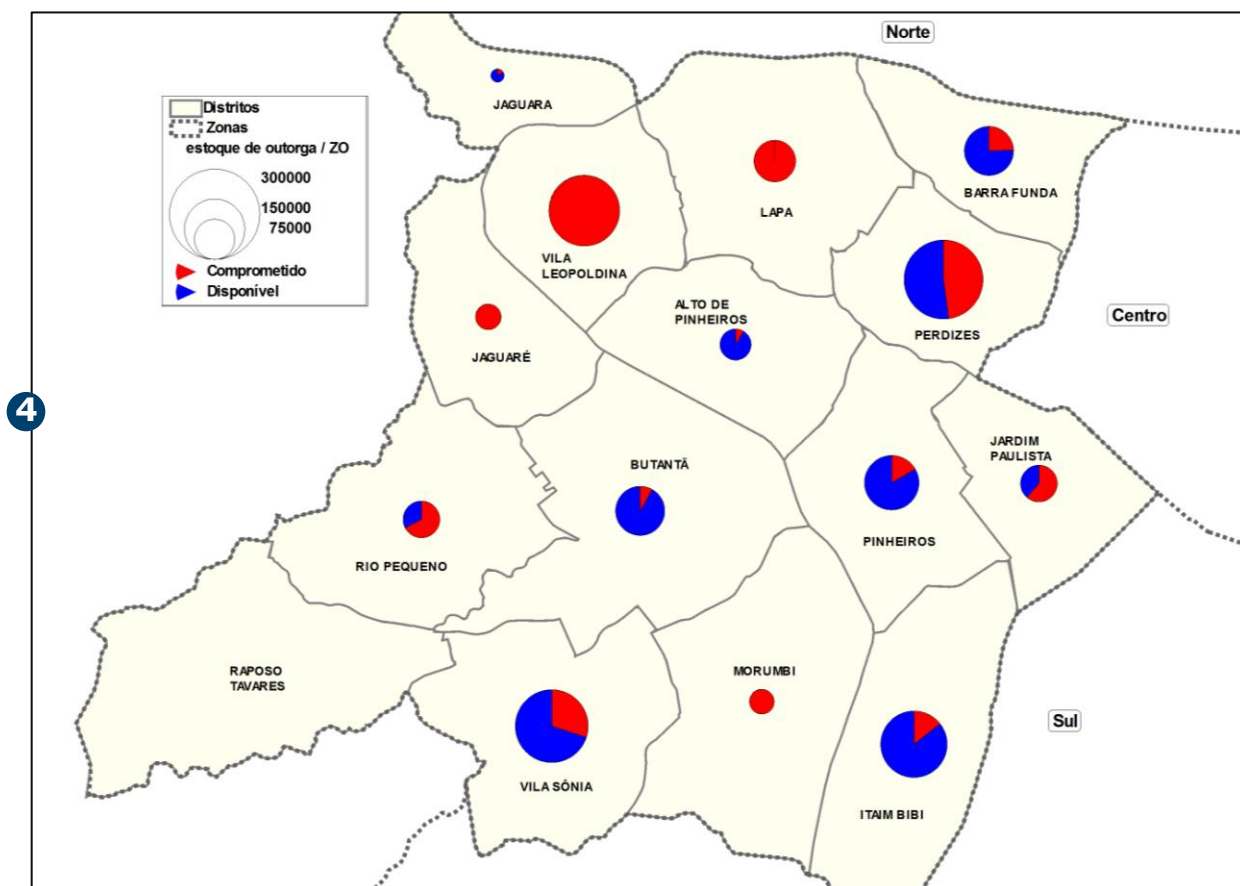 Norte
JAGUARA
Distritos
Zonas
estoque de outorga / ZO
300000
150000
75000
Comprometido
Disponível
BARRA FUNDA
LAPA
VILA
LEOPOLDINA
ALTO DE
PINHEIROS
PERDIZES
Centro
JAGUARÉ
4
JARDIM
PAULISTA
BUTANTÃ
PINHEIROS
RIO PEQUENO
RAPOSO
TAVARES
MORUMBI
Sul
VILA SÔNIA
ITAIM BIBI